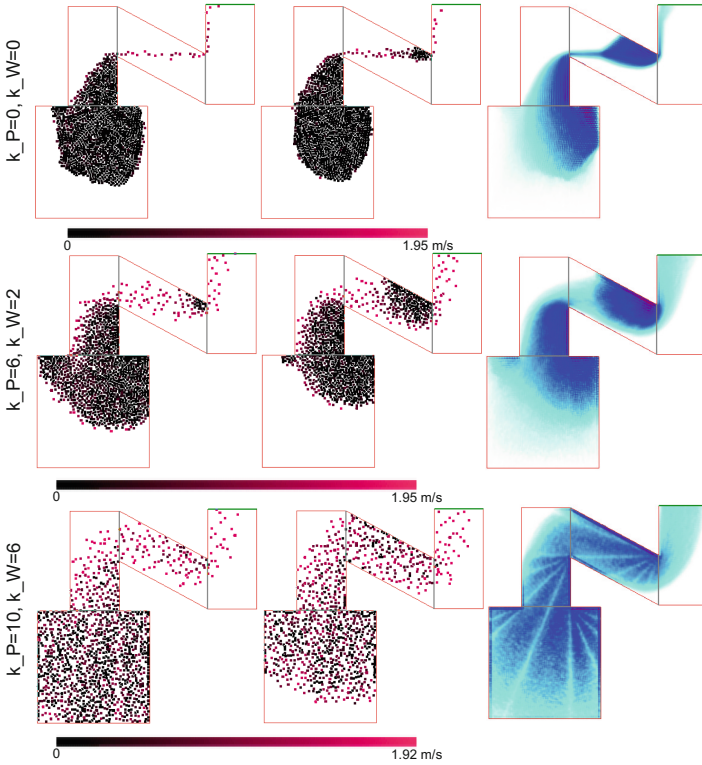 k_P=0, k_W=0
0 1.95 m/s
k_P=6, k_W=2
0 1.95 m/s
k_P=10, k_W=6
0 1.92 m/s